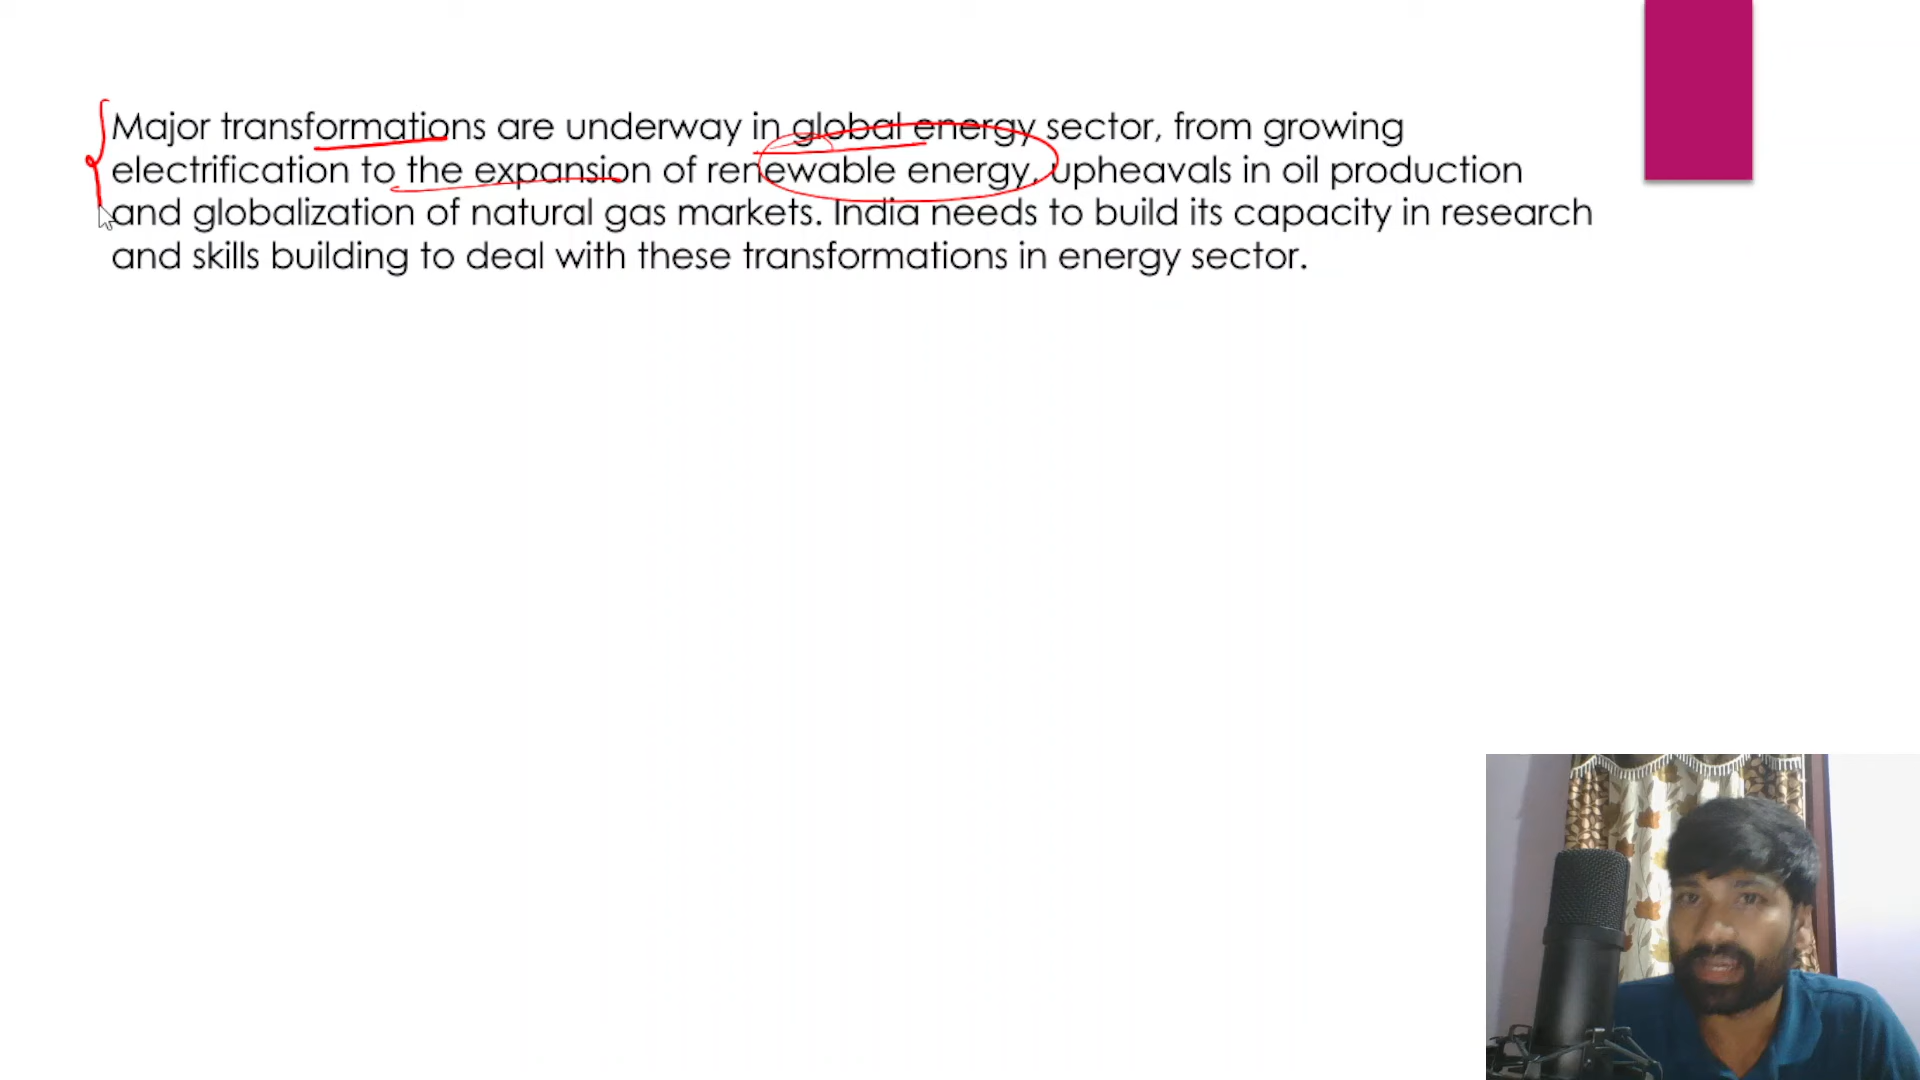 Major transformations are underway in global energy sector, from growing
electrification to the expansion of renewable energy, upheavals in oil production
and globalization of natural gas markets. India needs to build its capacity in research
and skills building to deal with these transformations in energy sector.